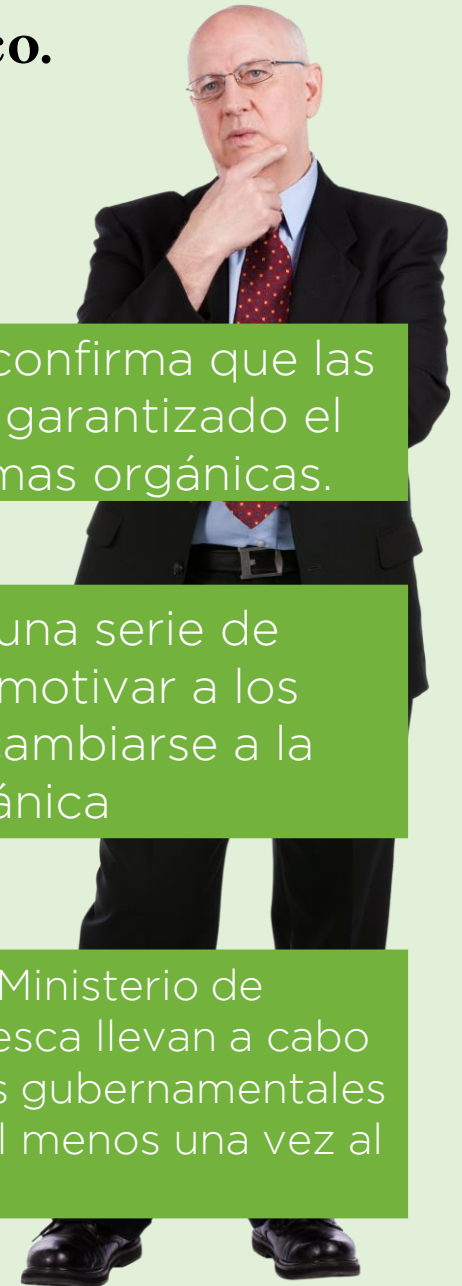 co.
confirma que las
garantizado el
mas orgánicas.
una serie de
motivar a los
cambiarse a la
ánica
Ministerio de
esca llevan a cabo
s gubernamentales
l menos una vez al